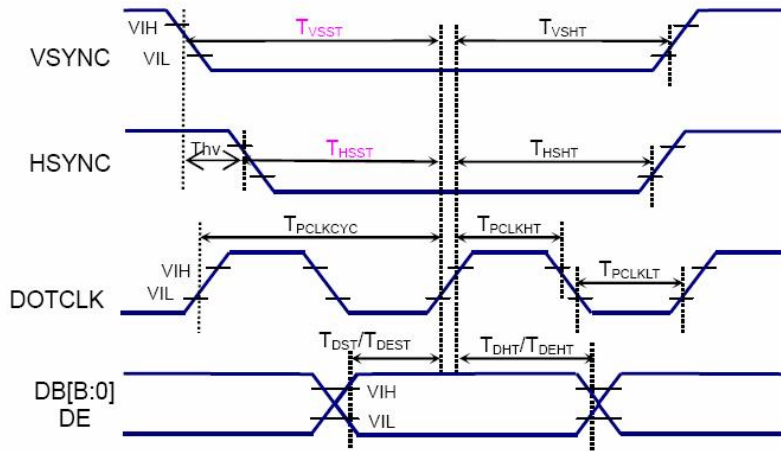 VIH
VSYNC
VIL
TVSST
TVSHT
HSYNC
Thv
THSST
THSHT
TPCLKCYC
TPCLKHT
TPCLKLT
VIH
DOTCLK
VIL
TDST/TDEST
TDHT/TDEHT
DB[B:0]
DE
VIH
VIL